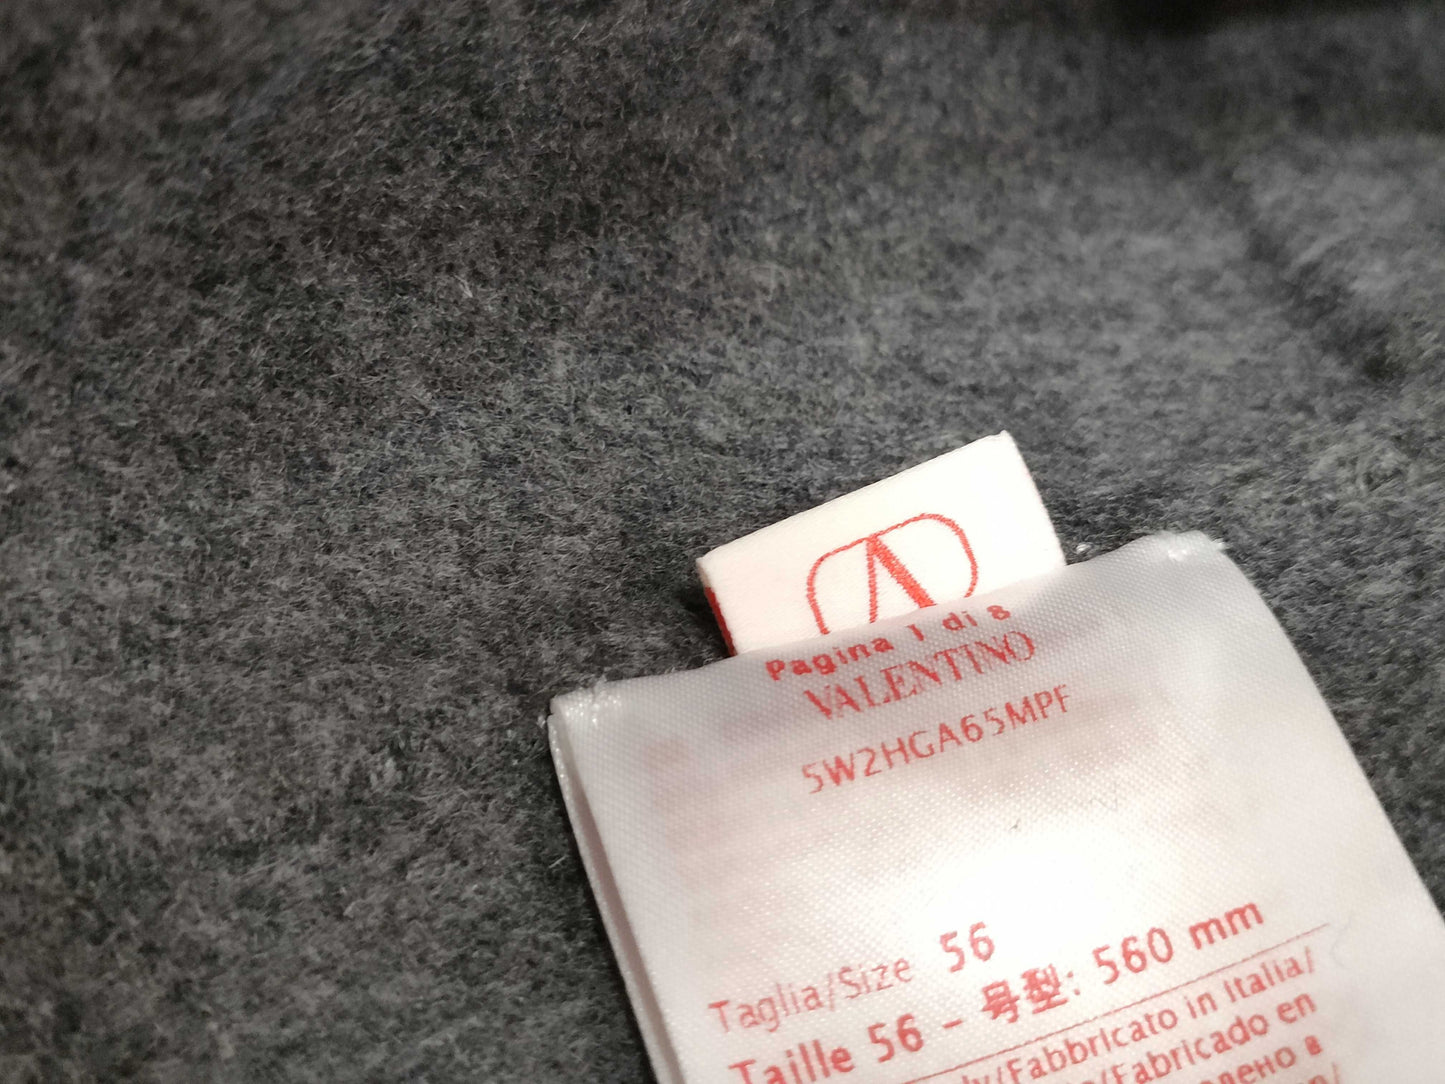 Pagina 1 di 8
VALENTINO
5W2HGA65MPF
Taglia/Size 56
Taille 56 - 号型: 560 mm
/Fabbricato in Italia/
/Fabricado en